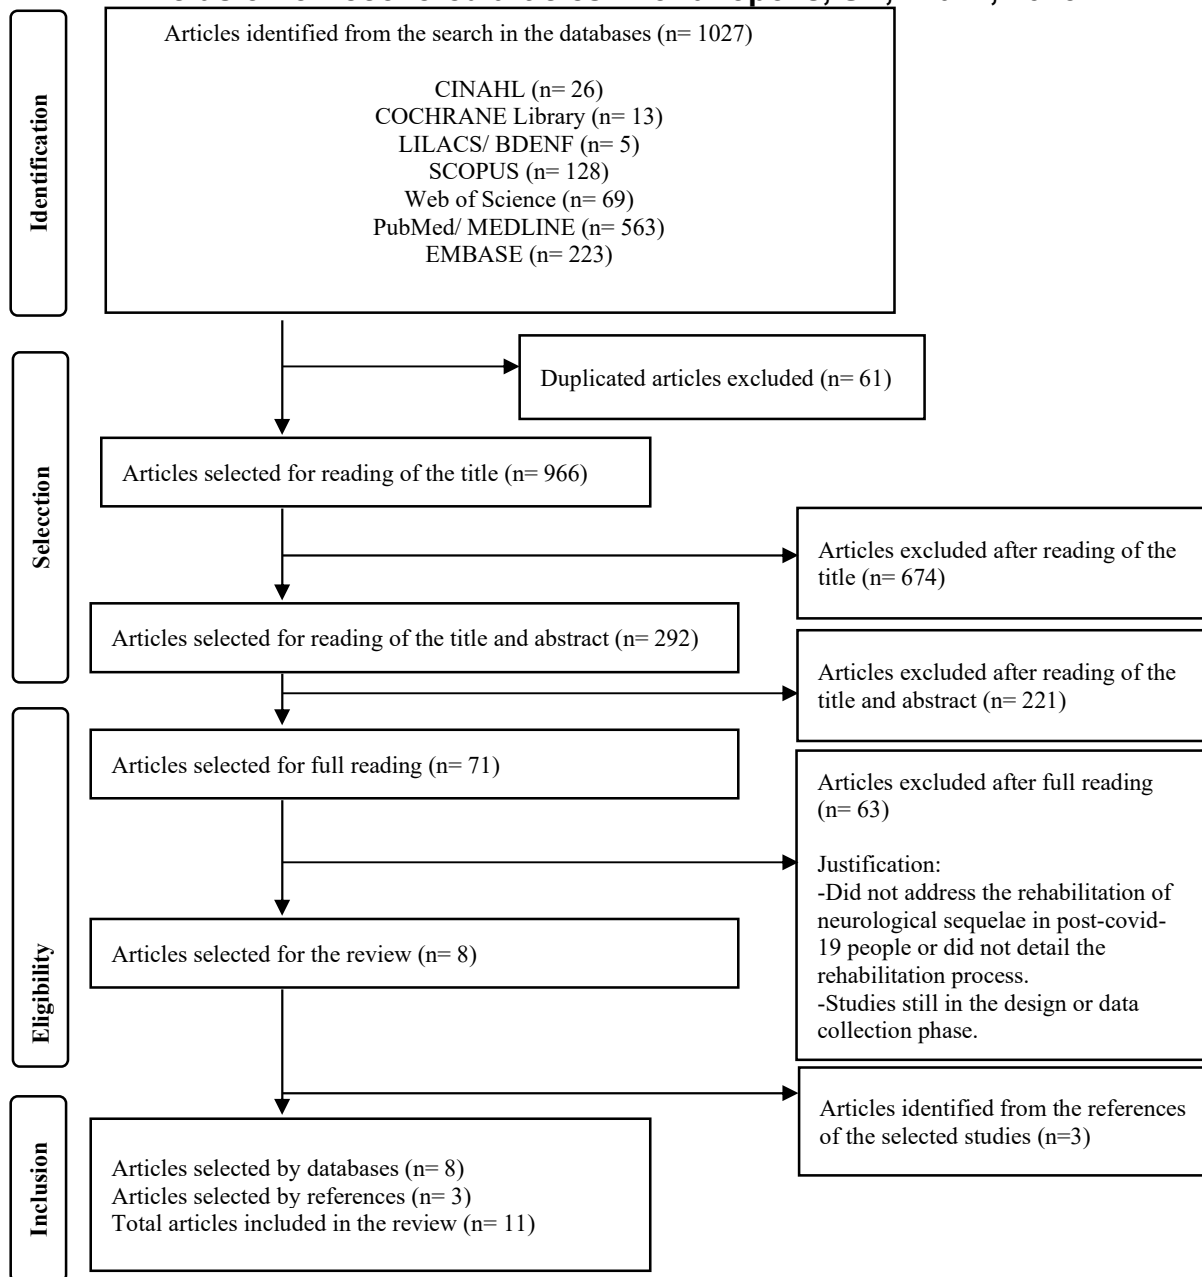 Articles identified from the search in the databases (n= 1027)
CINAHL (n= 26)
COCHRANE Library (n= 13)
LILACS/ BDENF (n= 5)
SCOPUS (n= 128)
Web of Science (n= 69)
PubMed/ MEDLINE (n= 563)
EMBASE (n= 223)
Identification
Duplicated articles excluded (n= 61)
Articles selected for reading of the title (n= 966)
Selecction
Articles excluded after reading of the
title (n= 674)
Articles selected for reading of the title and abstract (n= 292)
Articles excluded after reading of the
title and abstract (n= 221)
Articles selected for full reading (n= 71)
Articles excluded after full reading
(n= 63)
Justification:
-Did not address the rehabilitation of
neurological sequelae in post-covid-
19 people or did not detail the
rehabilitation process.
-Studies still in the design or data
collection phase.
Articles selected for the review (n= 8)
Eligibility
Articles identified from the references
of the selected studies (n=3)
Articles selected by databases (n= 8)
Articles selected by references (n= 3)
Total articles included in the review (n= 11)
Inclusion